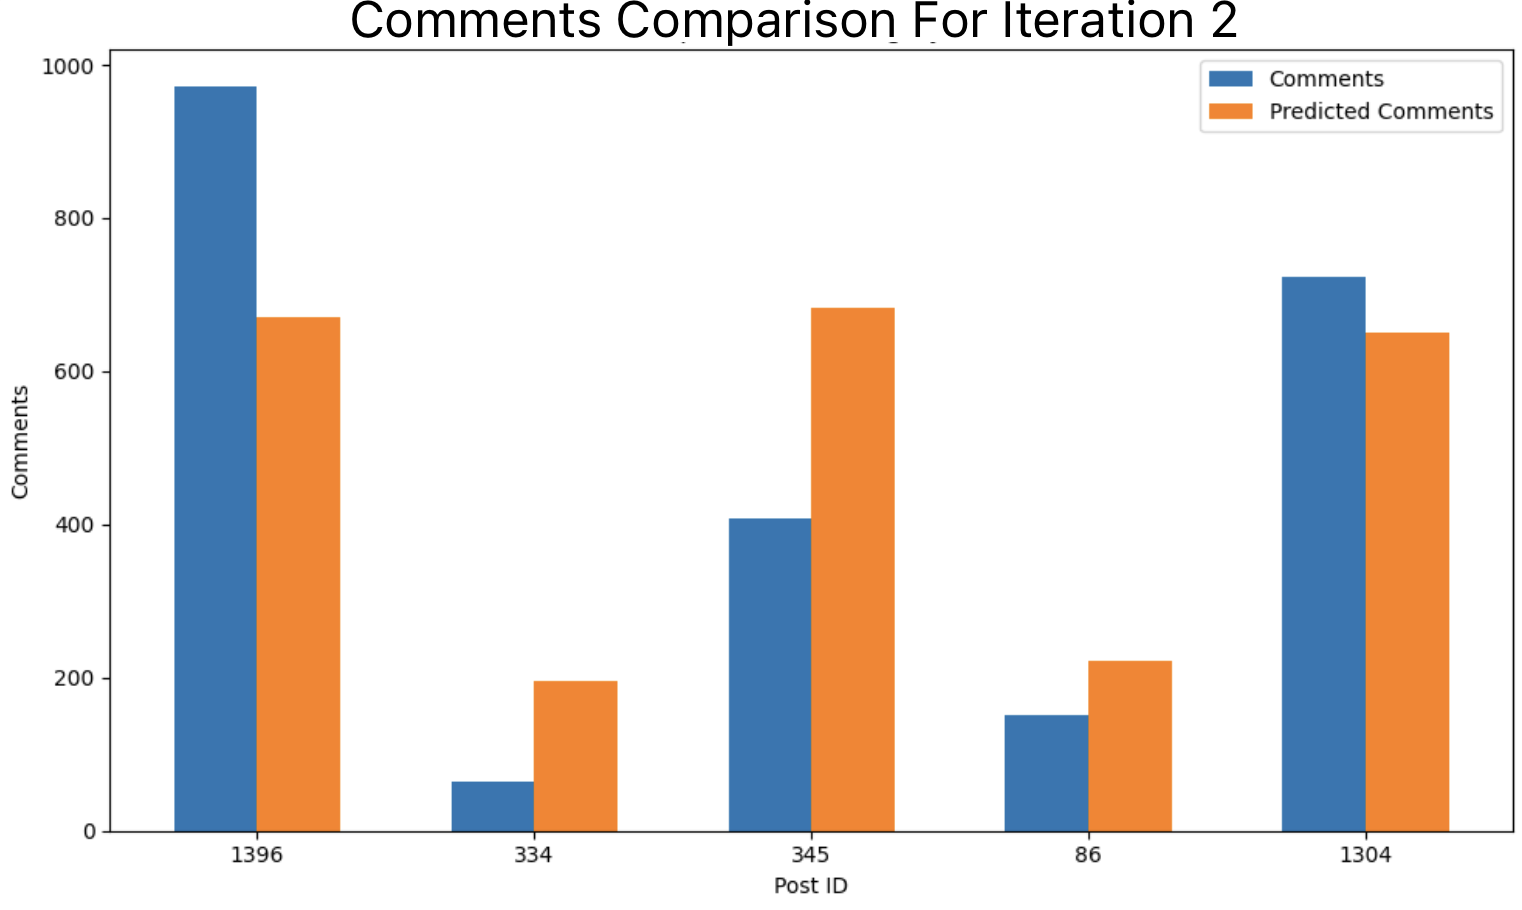 Comments Comparison For Iteration 2
Comments
Predicted Comments
1000
800
600
400
200
0
Comments
1396 334 345 86 1304
Post ID